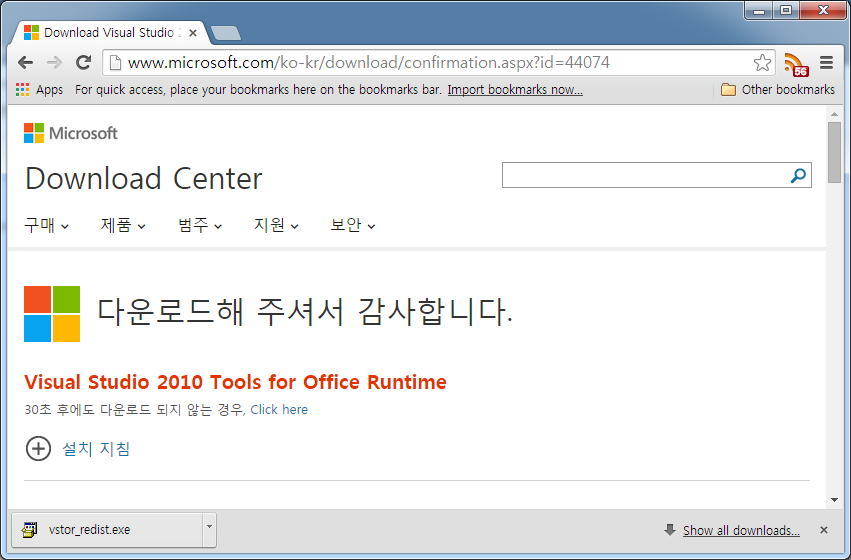 Download Visual Studio 2
www.microsoft.com/ko-kr/download/confirmation.aspx?id=44074
56
Apps For quick access, place your bookmarks here on the bookmarks bar. Import bookmarks now... Other bookmarks
Microsoft
Download Center
구매 제품 범주 지원 보안
다운로드해 주셔서 감사합니다.
Visual Studio 2010 Tools for Office Runtime
30초 후에도 다운로드 되지 않는 경우, Click here
설치 지침
vstor_redist.exe Show all downloads...